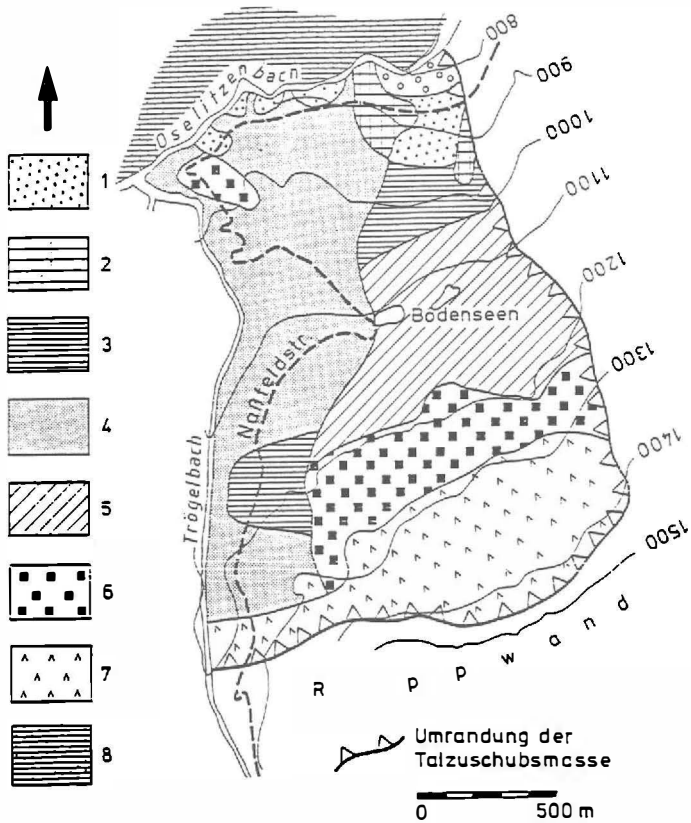 800
900
1000
1100
1200
1300
1400
1500
Oselitzenbach
Bodenseen
Naßfeldstr.
Trögelbach
Rppwand
1
2
3
4
5
6
7
8
Umrandung der
Talzuschubsmasse
0 500 m